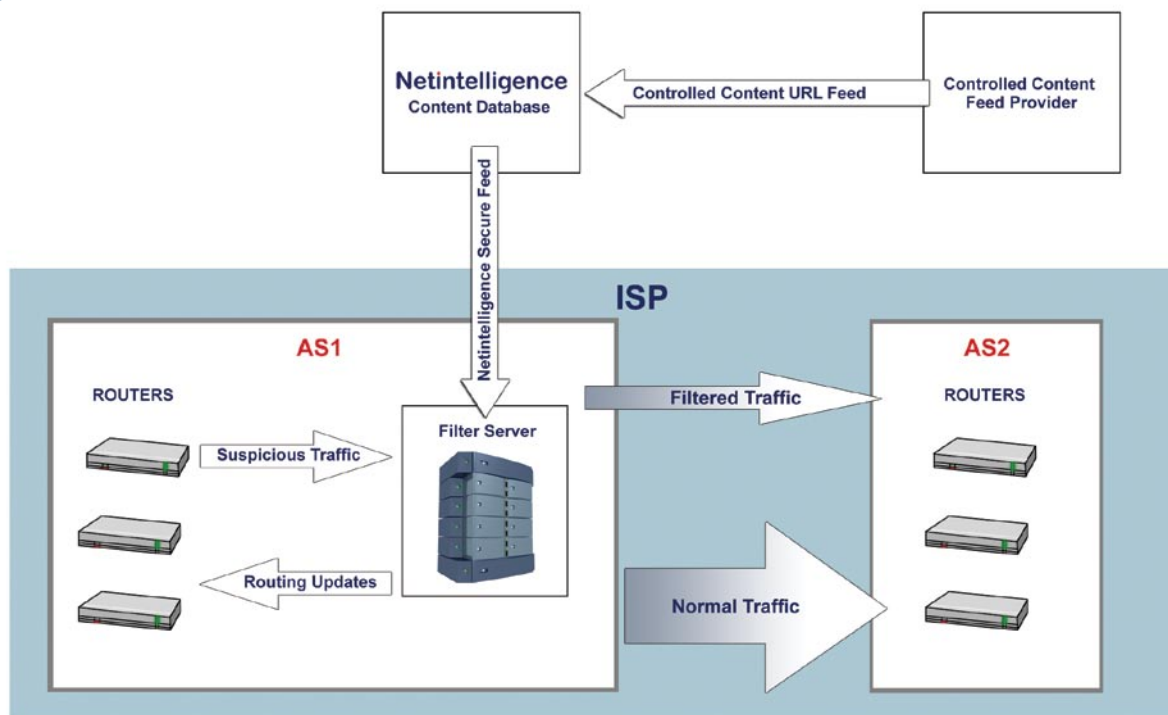 Netintelligence
Content Database
Controlled Content URL Feed
Controlled Content
Feed Provider
Netintelligence Secure Feed
ISP
AS1
AS2
ROUTERS
Filter Server
Filtered Traffic
ROUTERS
Suspicious Traffic
Routing Updates
Normal Traffic